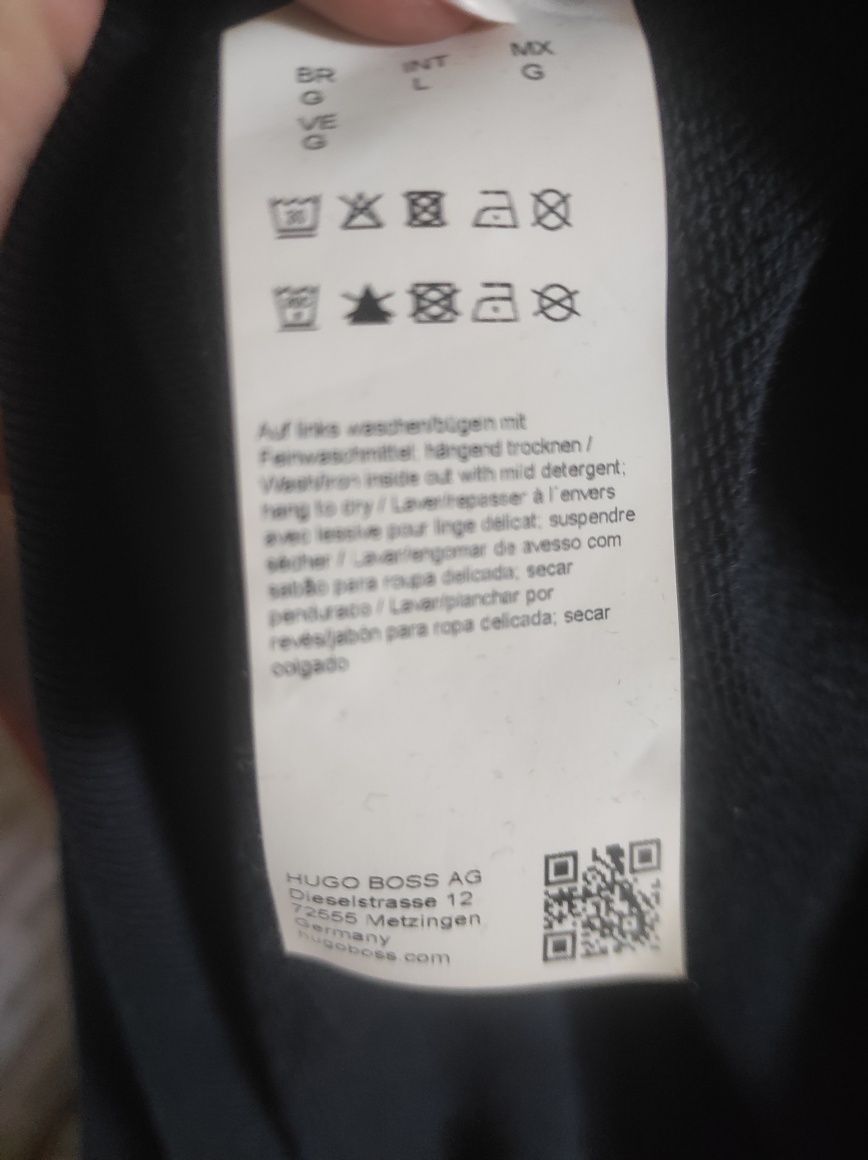 BR INT MX
G L G
VE
G
30
Auf links waschen/bügeln mit
Feinwaschmittel; hängend trocknen /
Wash/iron inside out with mild detergent;
hang to dry / Laver/repasser à l'envers
avec lessive pour linge délicat; suspendre
sécher / Lavar/engomar de avesso com
sabão para roupa delicada; secar
pendurado / Lavar/planchar por
revés/jabón para ropa delicada; secar
colgado
HUGO BOSS AG
Dieselstrasse 12
72555 Metzingen
Germany
hugoboss.com